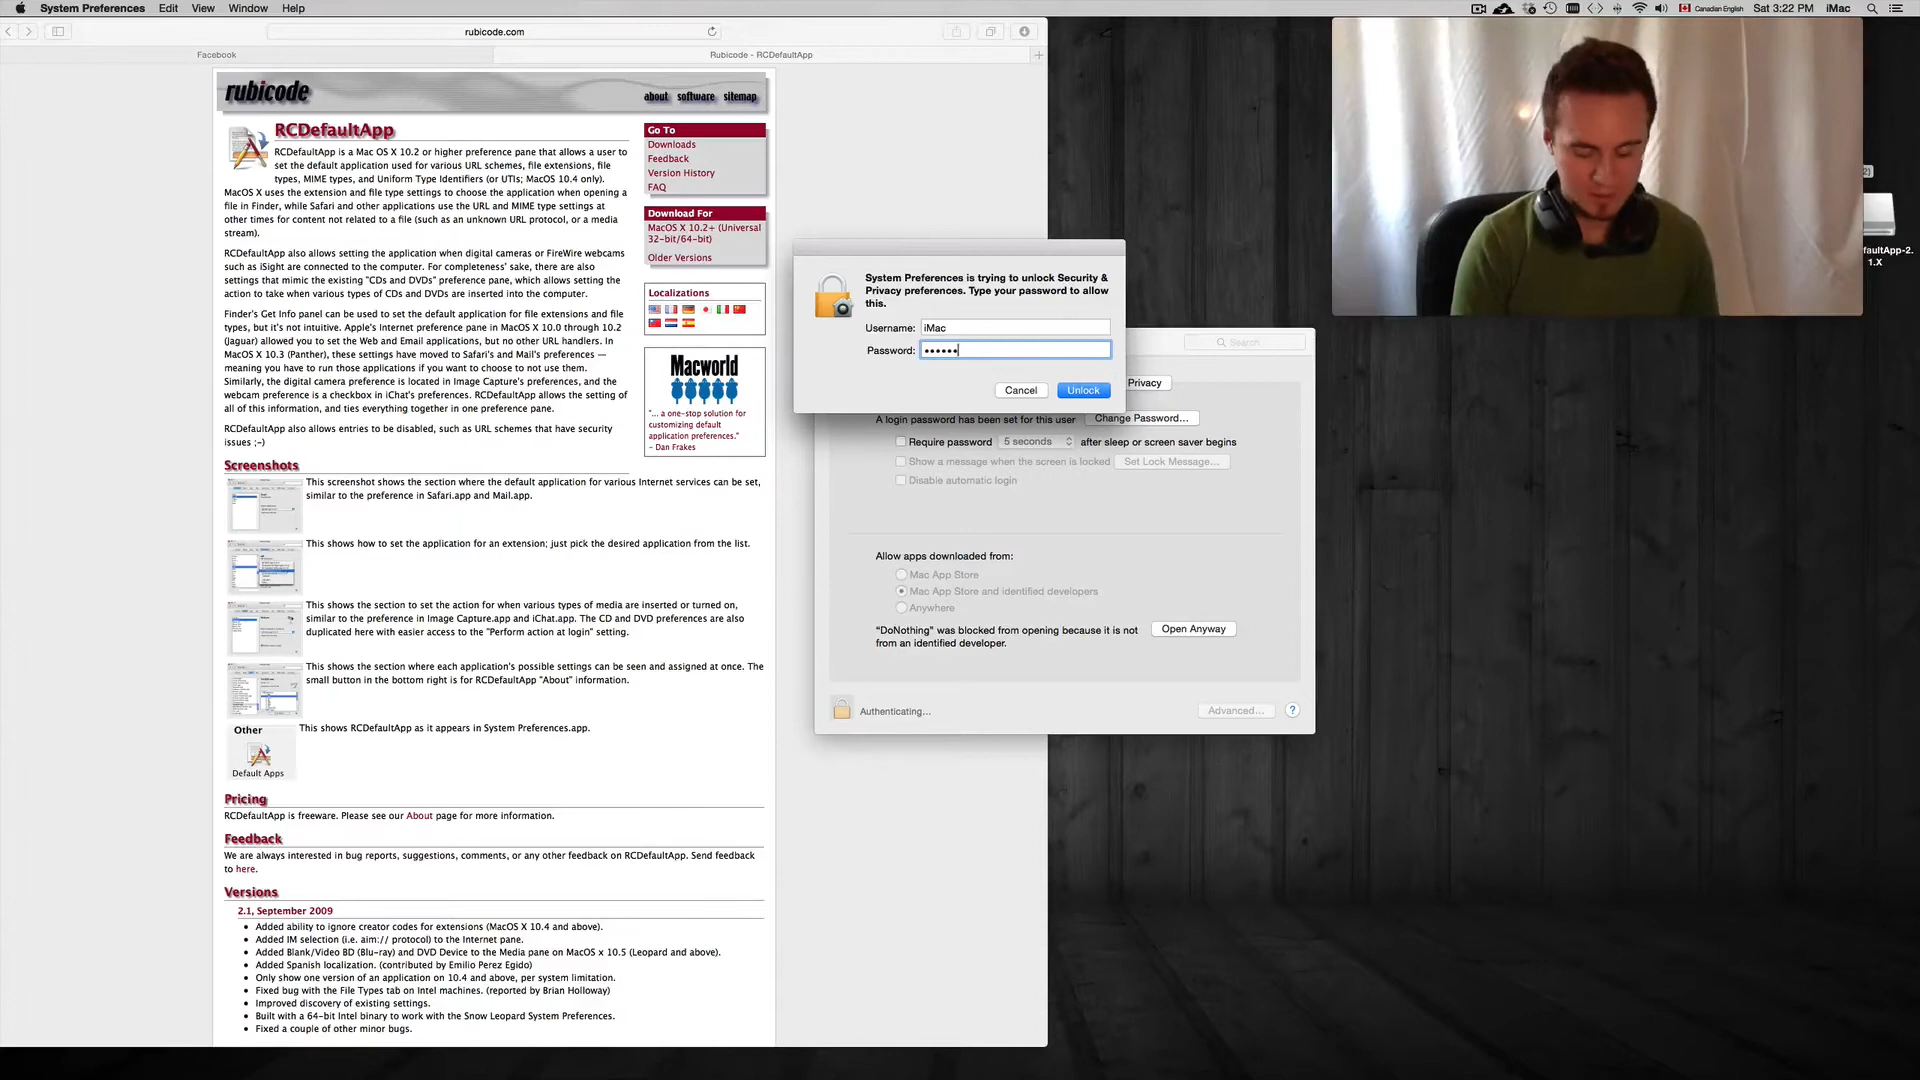 System Preferences Edit View Window Help
Canadian English Sat 3:22 PM iMac
rubicode.com
Facebook
Rubicode - RCDefaultApp
rubicode
about software sitemap
RCDefaultApp
RCDefaultApp is a Mac OS X 10.2 or higher preference pane that allows a user to
set the default application used for various URL schemes, file extensions, file
types, MIME types, and Uniform Type Identifiers (or UTIs; MacOS 10.4 only).
MacOS X uses the extension and file type settings to choose the application when opening a
file in Finder, while Safari and other applications use the URL and MIME type settings at
other times for content not related to a file (such as an unknown URL protocol, or a media
stream).
RCDefaultApp also allows setting the application when digital cameras or FireWire webcams
such as iSight are connected to the computer. For completeness' sake, there are also
settings that mimic the existing "CDs and DVDs" preference pane, which allows setting the
action to take when various types of CDs and DVDs are inserted into the computer.
Finder's Get Info panel can be used to set the default application for file extensions and file
types, but it's not intuitive. Apple's Internet preference pane in MacOS X 10.0 through 10.2
(Jaguar) allowed you to set the Web and Email applications, but no other URL handlers. In
MacOS X 10.3 (Panther), these settings have moved to Safari's and Mail's preferences —
meaning you have to run those applications if you want to choose to not use them.
Similarly, the digital camera preference is located in Image Capture's preferences, and the
webcam preference is a checkbox in iChat's preferences. RCDefaultApp allows the setting of
all of this information, and ties everything together in one preference pane.
RCDefaultApp also allows entries to be disabled, such as URL schemes that have security
issues ;-)
Go To
Downloads
Feedback
Version History
FAQ
Download For
MacOS X 10.2+ (Universal
32-bit/64-bit)
Older Versions
Localizations
Macworld
"... a one-stop solution for
customizing default
application preferences."
- Dan Frakes
Screenshots
This screenshot shows the section where the default application for various Internet services can be set,
similar to the preference in Safari.app and Mail.app.
This shows how to set the application for an extension; just pick the desired application from the list.
This shows the section to set the action for when various types of media are inserted or turned on,
similar to the preference in Image Capture.app and iChat.app. The CD and DVD preferences are also
duplicated here with easier access to the "Perform action at login" setting.
This shows the section where each application's possible settings can be seen and assigned at once. The
small button in the bottom right is for RCDefaultApp "About" information.
Other
Default Apps
This shows RCDefaultApp as it appears in System Preferences.app.
Pricing
RCDefaultApp is freeware. Please see our About page for more information.
Feedback
We are always interested in bug reports, suggestions, comments, or any other feedback on RCDefaultApp. Send feedback
to here.
Versions
2.1, September 2009
Added ability to ignore creator codes for extensions (MacOS X 10.4 and above).
Added IM selection (i.e. aim:// protocol) to the Internet pane.
Added Blank/Video BD (Blu-ray) and DVD Device to the Media pane on MacOS x 10.5 (Leopard and above).
Added Spanish localization. (contributed by Emilio Perez Egido)
Only show one version of an application on 10.4 and above, per system limitation.
Fixed bug with the File Types tab on Intel machines. (reported by Brian Holloway)
Improved discovery of existing settings.
Built with a 64-bit Intel binary to work with the Snow Leopard System Preferences.
Fixed a couple of other minor bugs.
System Preferences is trying to unlock Security &
Privacy preferences. Type your password to allow
this.
Username: iMac
Password: ••••••
Cancel Unlock
Search
Privacy
A login password has been set for this user Change Password...
Require password 5 seconds after sleep or screen saver begins
Show a message when the screen is locked Set Lock Message...
Disable automatic login
Allow apps downloaded from:
Mac App Store
Mac App Store and identified developers
Anywhere
"DoNothing" was blocked from opening because it is not
from an identified developer.
Open Anyway
Authenticating...
Advanced... ?
2)
faultApp-2.
1.X